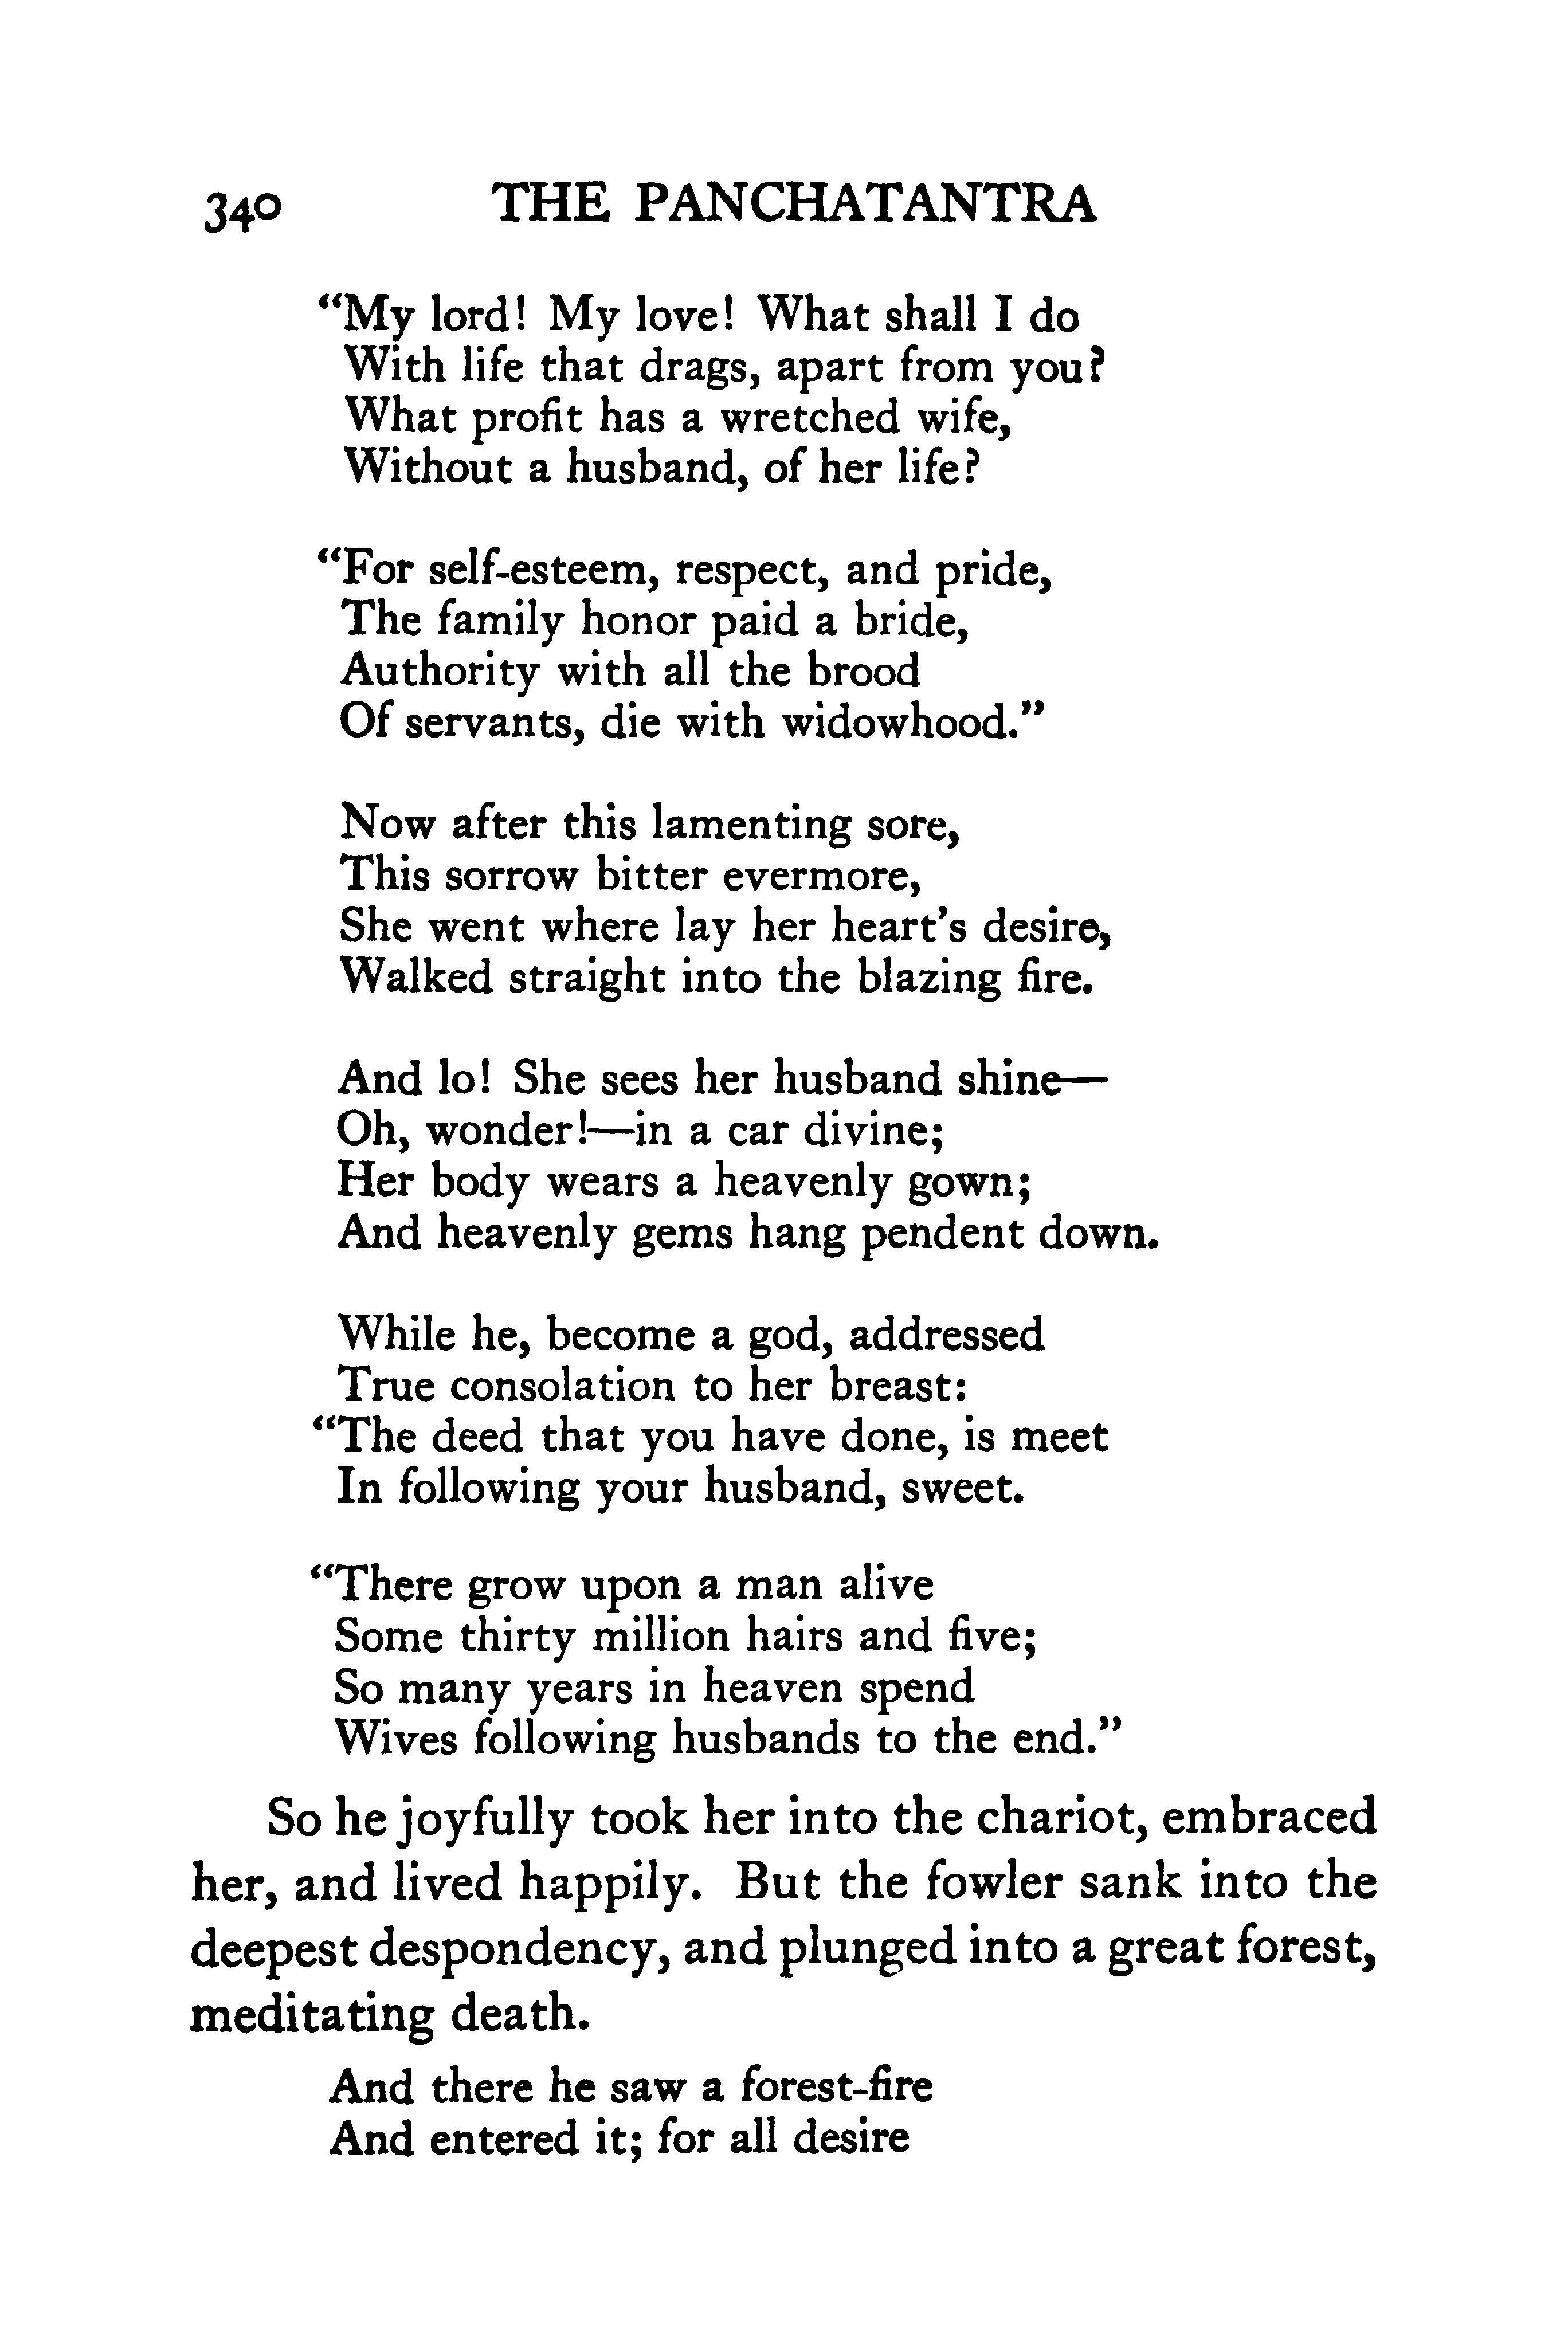 340 THE PANCHATANTRA
“My lord! My love! What shall I do
With life that drags, apart from you?
What profit has a wretched wife,
Without a husband, of her life?
“For self-esteem, respect, and pride,
The family honor paid a bride,
Authority with all the brood
Of servants, die with widowhood.”
Now after this lamenting sore,
This sorrow bitter evermore,
She went where lay her heart’s desire,
Walked straight into the blazing fire.
And lo! She sees her husband shine—
Oh, wonder!—in a car divine;
Her body wears a heavenly gown;
And heavenly gems hang pendent down.
While he, become a god, addressed
True consolation to her breast:
“The deed that you have done, is meet
In following your husband, sweet.
“There grow upon a man alive
Some thirty million hairs and five;
So many years in heaven spend
Wives following husbands to the end.”
So he joyfully took her into the chariot, embraced
her, and lived happily. But the fowler sank into the
deepest despondency, and plunged into a great forest,
meditating death.
And there he saw a forest-fire
And entered it; for all desire